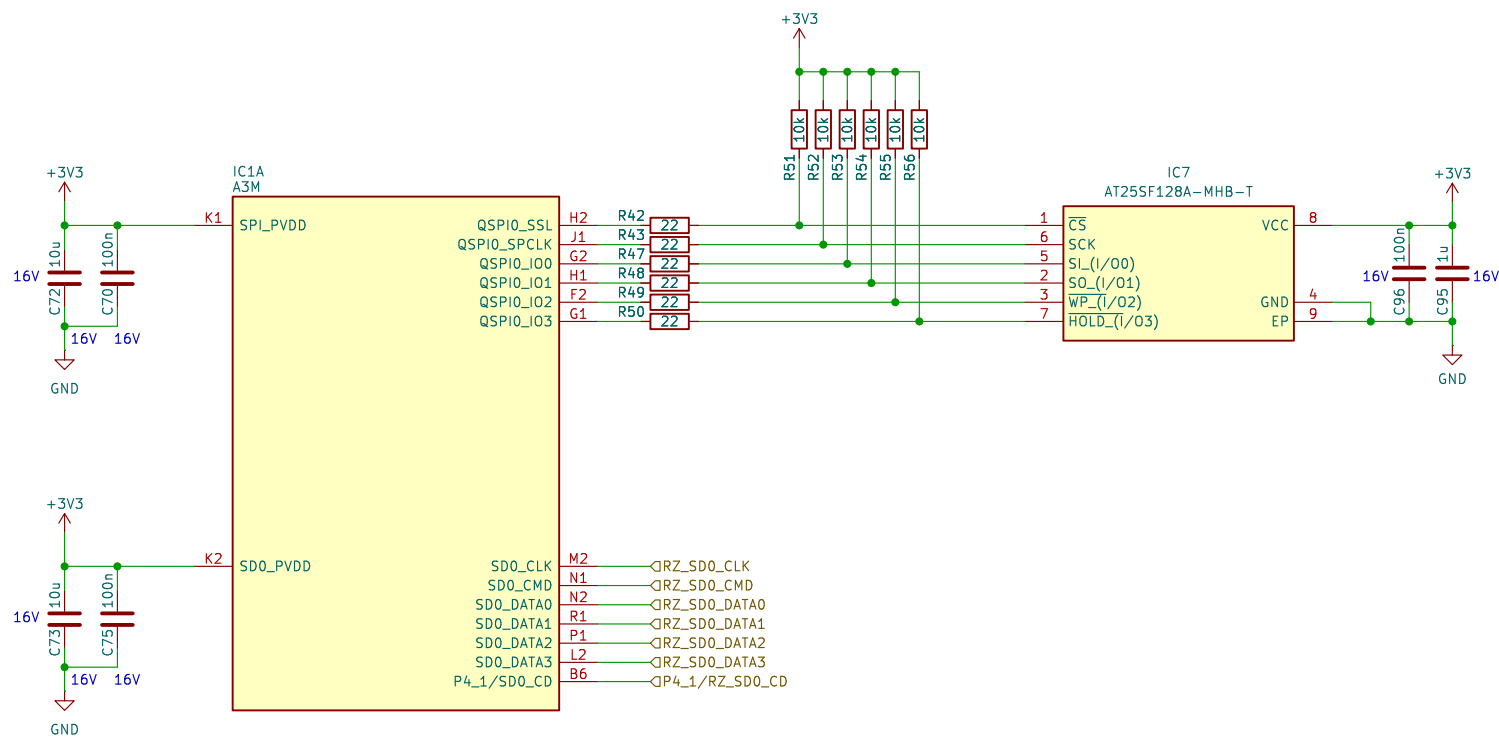 +3V3
+3V3
IC1A
A3M
K1
SPI_PVDD
10u
100n
16V
C72
C70
16V
16V
GND
QSPI0_SSL
H2
R42
22
QSPI0_SPCLK
J1
R43
22
QSPI0_IO0
G2
R47
22
QSPI0_IO1
H1
R48
22
QSPI0_IO2
F2
R49
22
QSPI0_IO3
G1
R50
22
10k
10k
10k
10k
10k
10k
R51
R52
R53
R54
R55
R56
IC7
AT25SF128A-MHB-T
1
CS
6
SCK
5
SI_(I/O0)
2
SO_(I/O1)
3
WP_(I/O2)
7
HOLD_(I/O3)
VCC
8
GND
4
EP
9
+3V3
100n
1u
16V
16V
C96
C95
GND
+3V3
K2
SD0_PVDD
10u
100n
16V
C73
C75
16V
16V
GND
SD0_CLK
M2
RZ_SD0_CLK
SD0_CMD
N1
RZ_SD0_CMD
SD0_DATA0
N2
RZ_SD0_DATA0
SD0_DATA1
R1
RZ_SD0_DATA1
SD0_DATA2
P1
RZ_SD0_DATA2
SD0_DATA3
L2
RZ_SD0_DATA3
P4_1/SD0_CD
B6
P4_1/RZ_SD0_CD